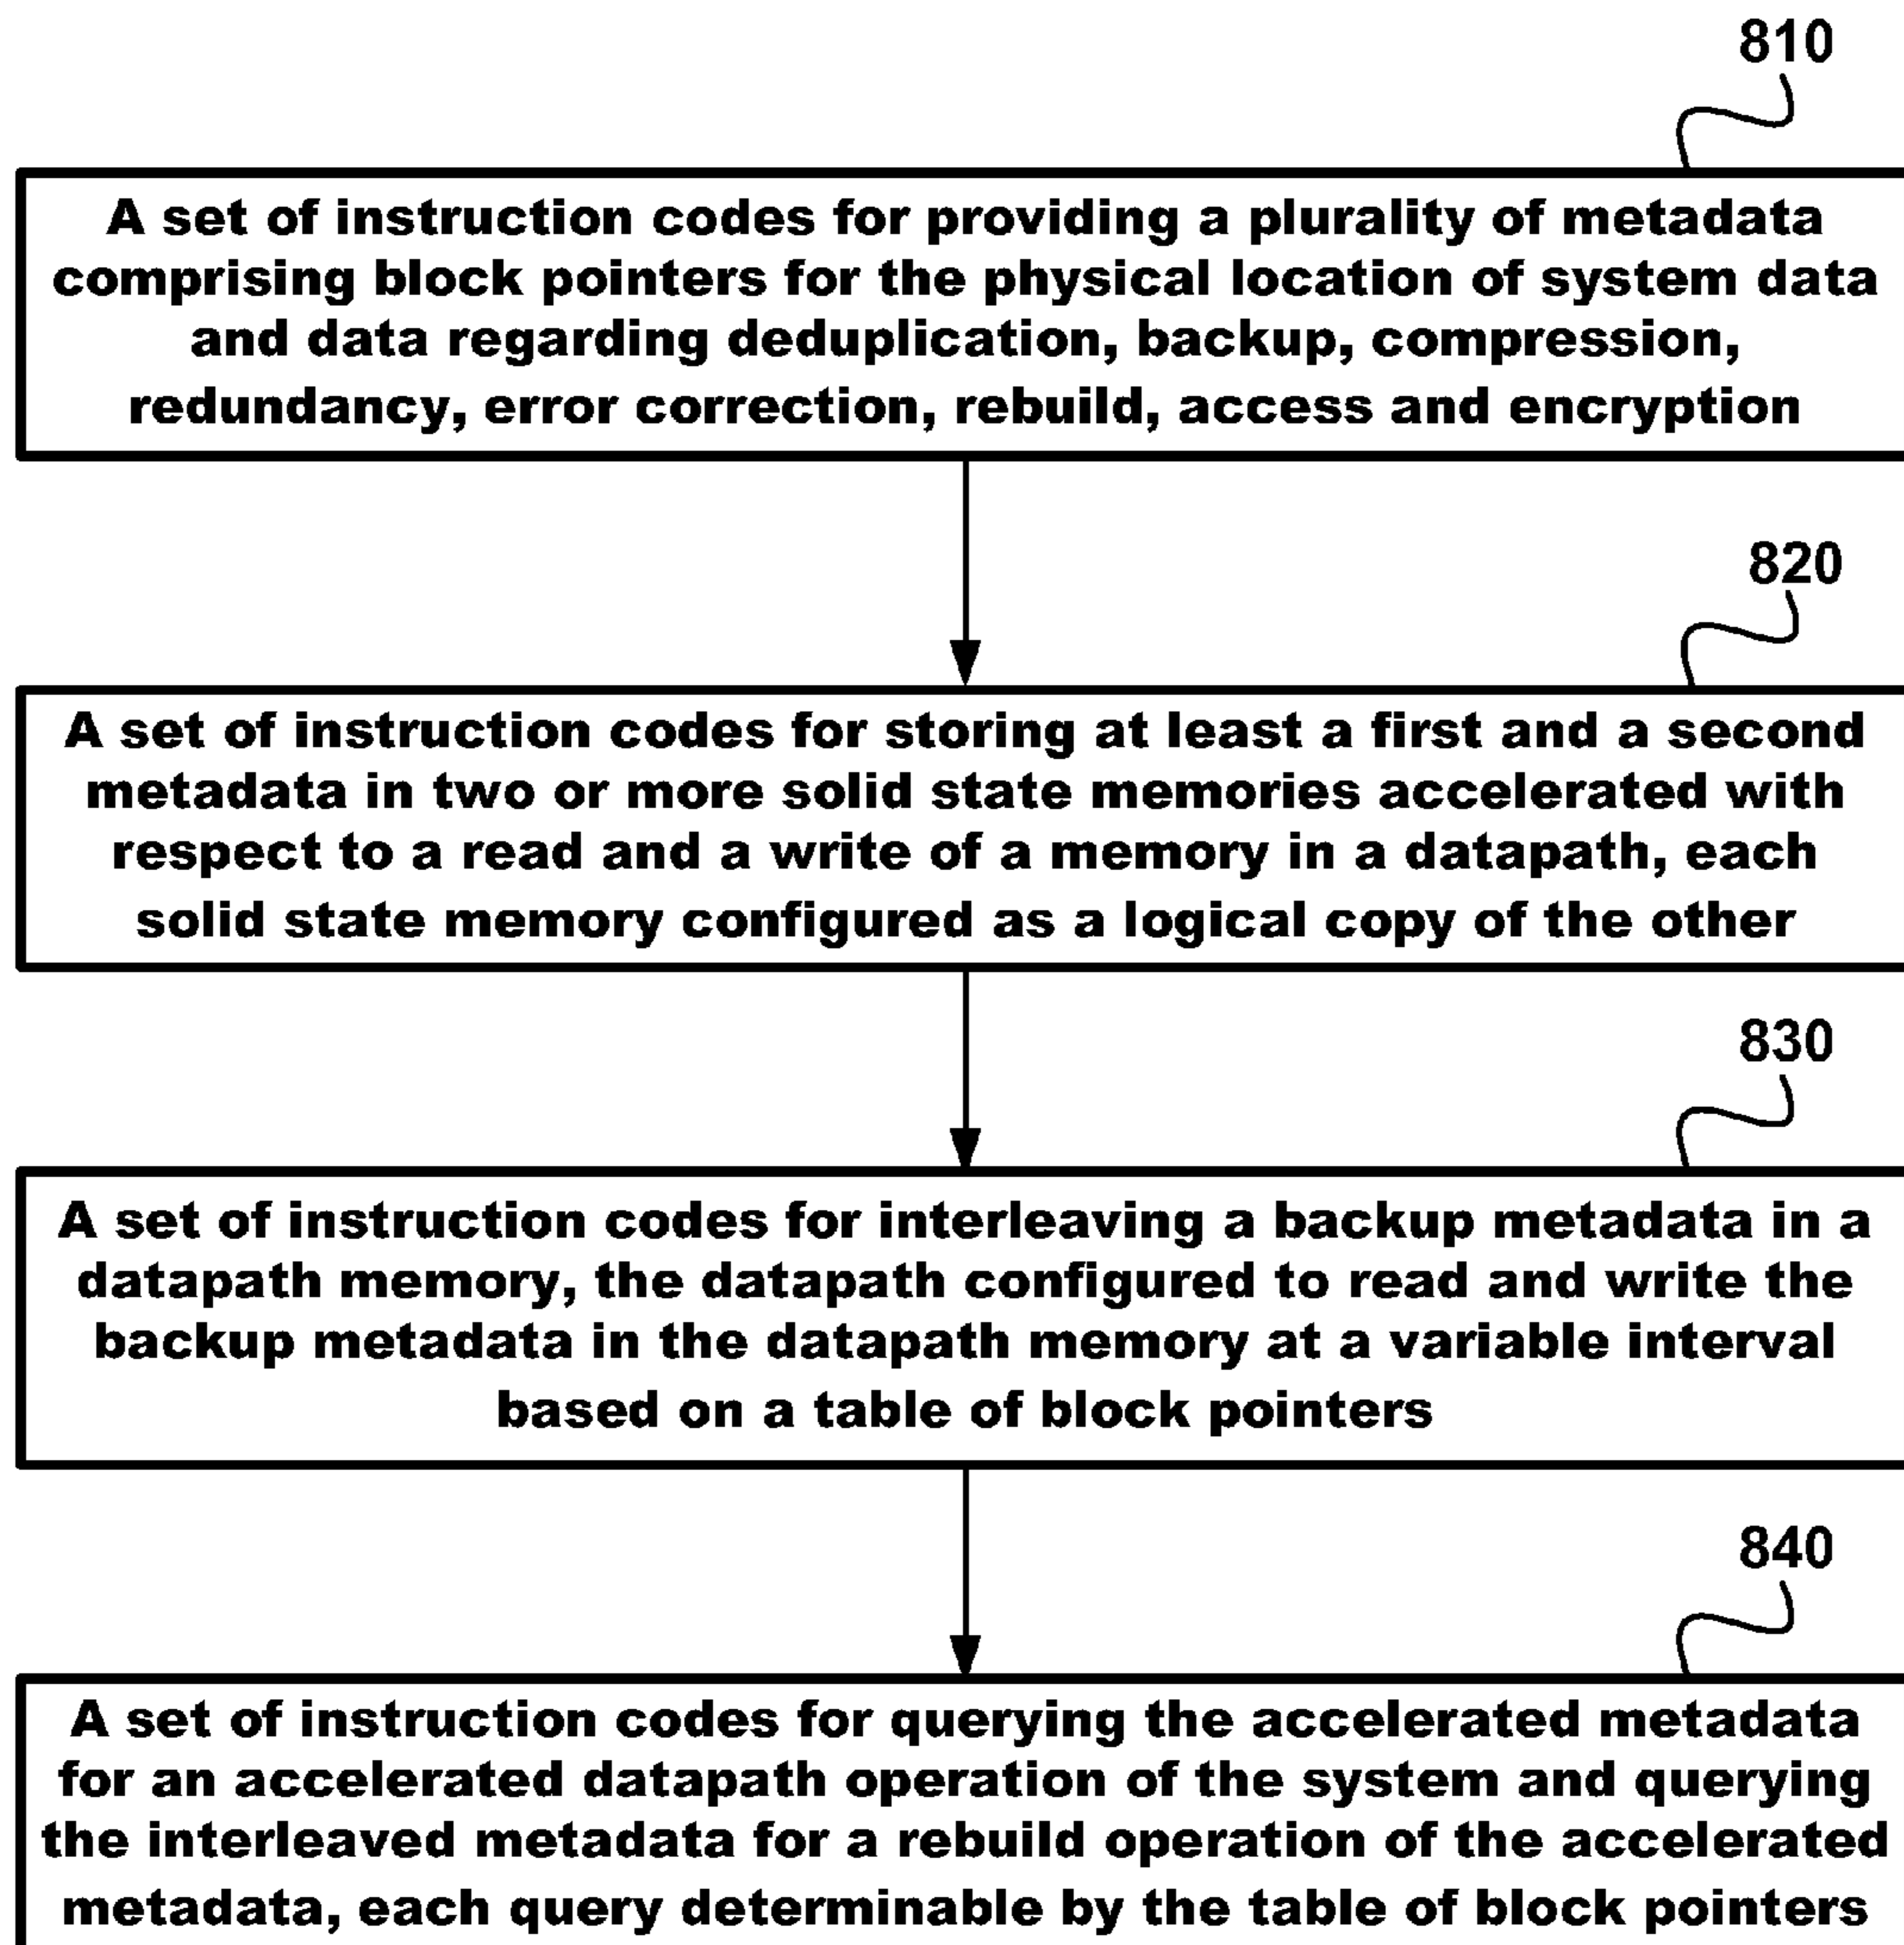 810
A set of instruction codes for providing a plurality of metadata
comprising block pointers for the physical location of system data
and data regarding deduplication, backup, compression,
redundancy, error correction, rebuild, access and encryption
820
A set of instruction codes for storing at least a first and a second
metadata in two or more solid state memories accelerated with
respect to a read and a write of a memory in a datapath, each
solid state memory configured as a logical copy of the other
830
A set of instruction codes for interleaving a backup metadata in a
datapath memory, the datapath configured to read and write the
backup metadata in the datapath memory at a variable interval
based on a table of block pointers
840
A set of instruction codes for querying the accelerated metadata
for an accelerated datapath operation of the system and querying
the interleaved metadata for a rebuild operation of the accelerated
metadata, each query determinable by the table of block pointers